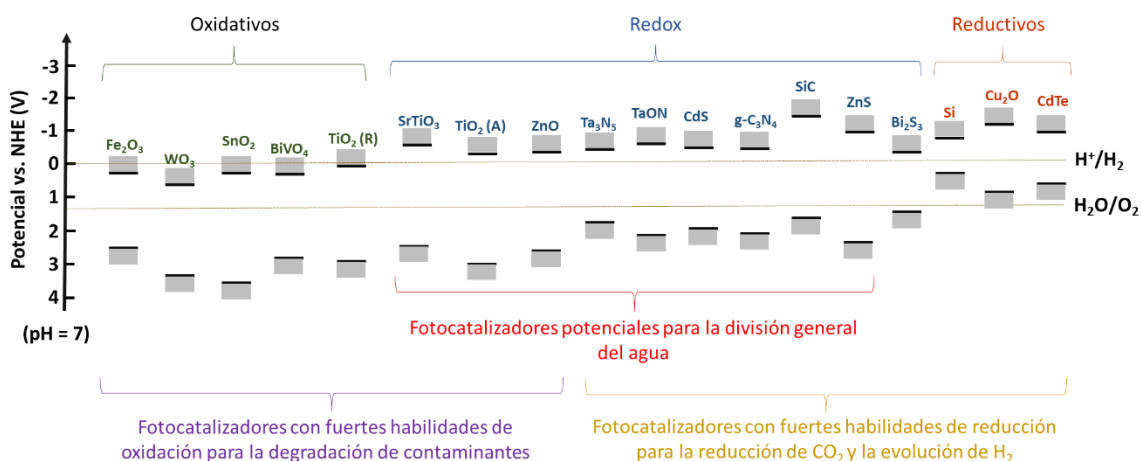 Oxidativos
Redox
Reductivos
Potencial vs. NHE (V)
-3
-2
-1
0
1
2
3
4
(pH = 7)
Fe₂O₃
WO₃
SnO₂
BiVO₄
TiO₂ (R)
SrTiO₃
TiO₂ (A)
ZnO
Ta₃N₅
TaON
CdS
g-C₃N₄
SiC
ZnS
Bi₂S₃
Si
Cu₂O
CdTe
H⁺/H₂
H₂O/O₂
Fotocatalizadores potenciales para la división general
del agua
Fotocatalizadores con fuertes habilidades de
oxidación para la degradación de contaminantes
Fotocatalizadores con fuertes habilidades de reducción
para la reducción de CO₂ y la evolución de H₂